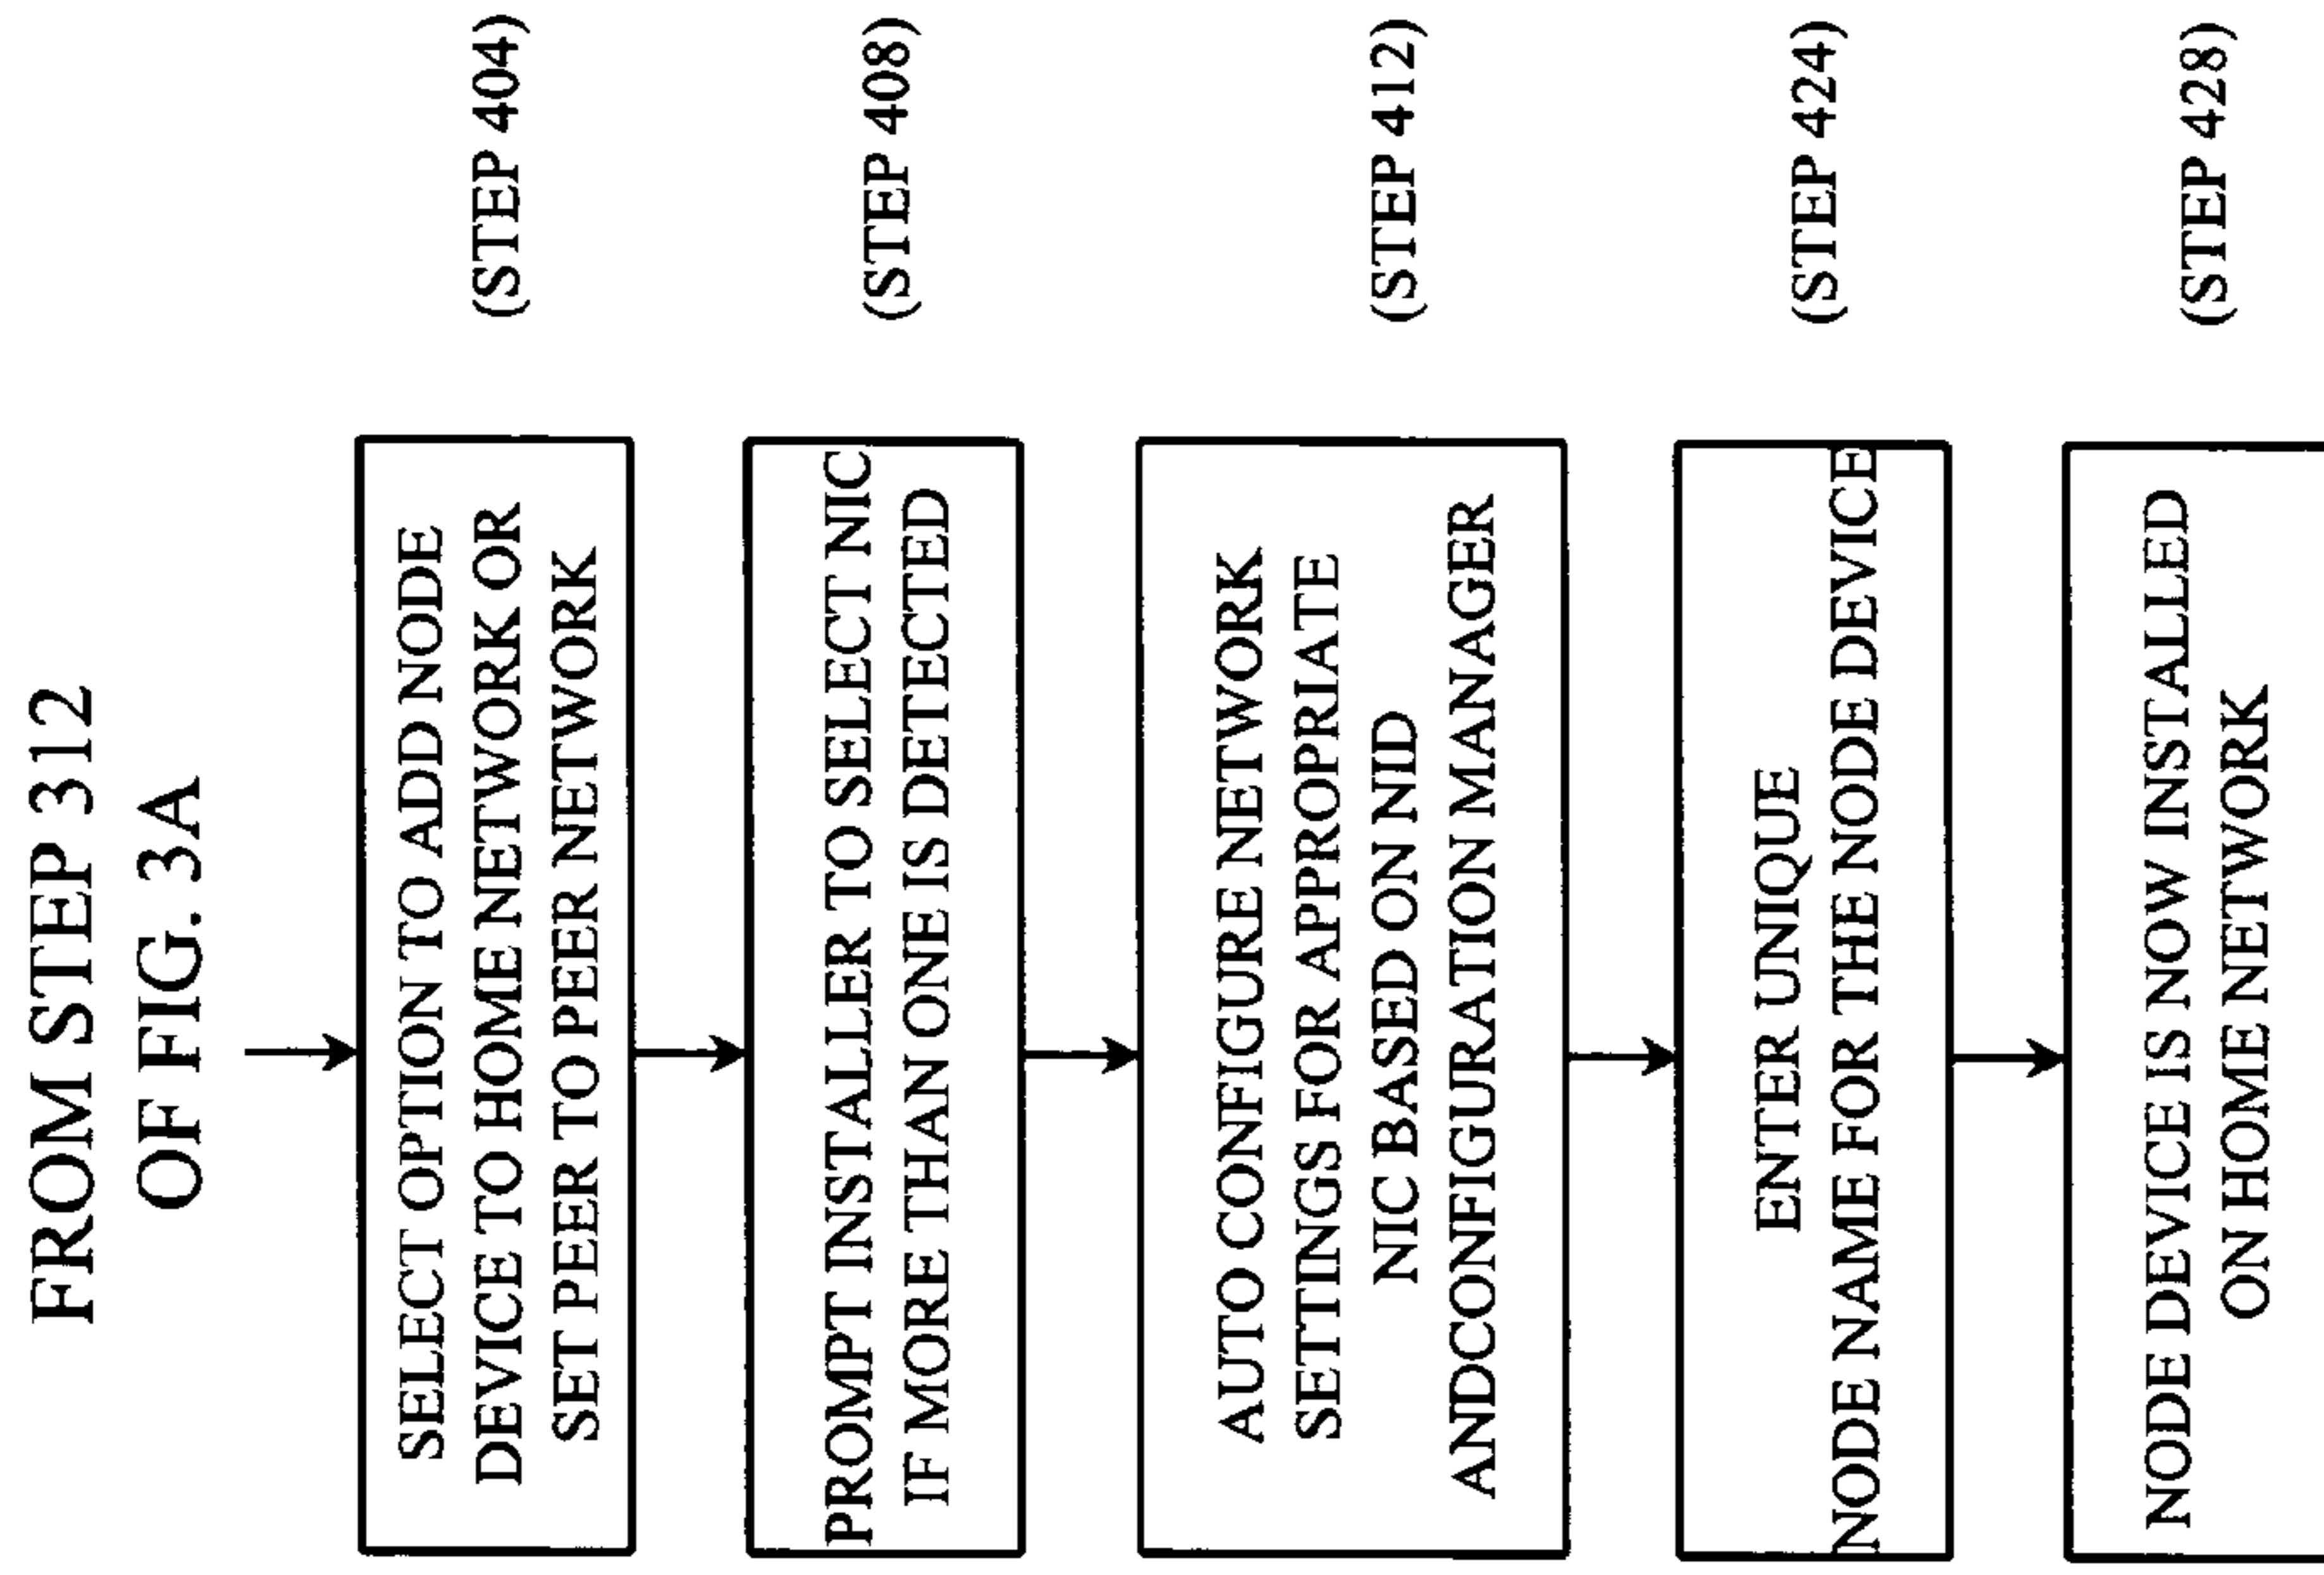 FROM STEP 312
OF FIG. 3A
SELECT OPTION TO ADD NODE
DEVICE TO HOME NETWORK OR
SET PEER TO PEER NETWORK
(STEP 404)
PROMPT INSTALLER TO SELECT NIC
IF MORE THAN ONE IS DETECTED
(STEP 408)
AUTO CONFIGURE NETWORK
SETTINGS FOR APPROPRIATE
NIC BASED ON NID
ANDCONFIGURATION MANAGER
(STEP 412)
ENTER UNIQUE
NODE NAME FOR THE NODE DEVICE
(STEP 424)
NODE DEVICE IS NOW INSTALLED
ON HOME NETWORK
(STEP 428)